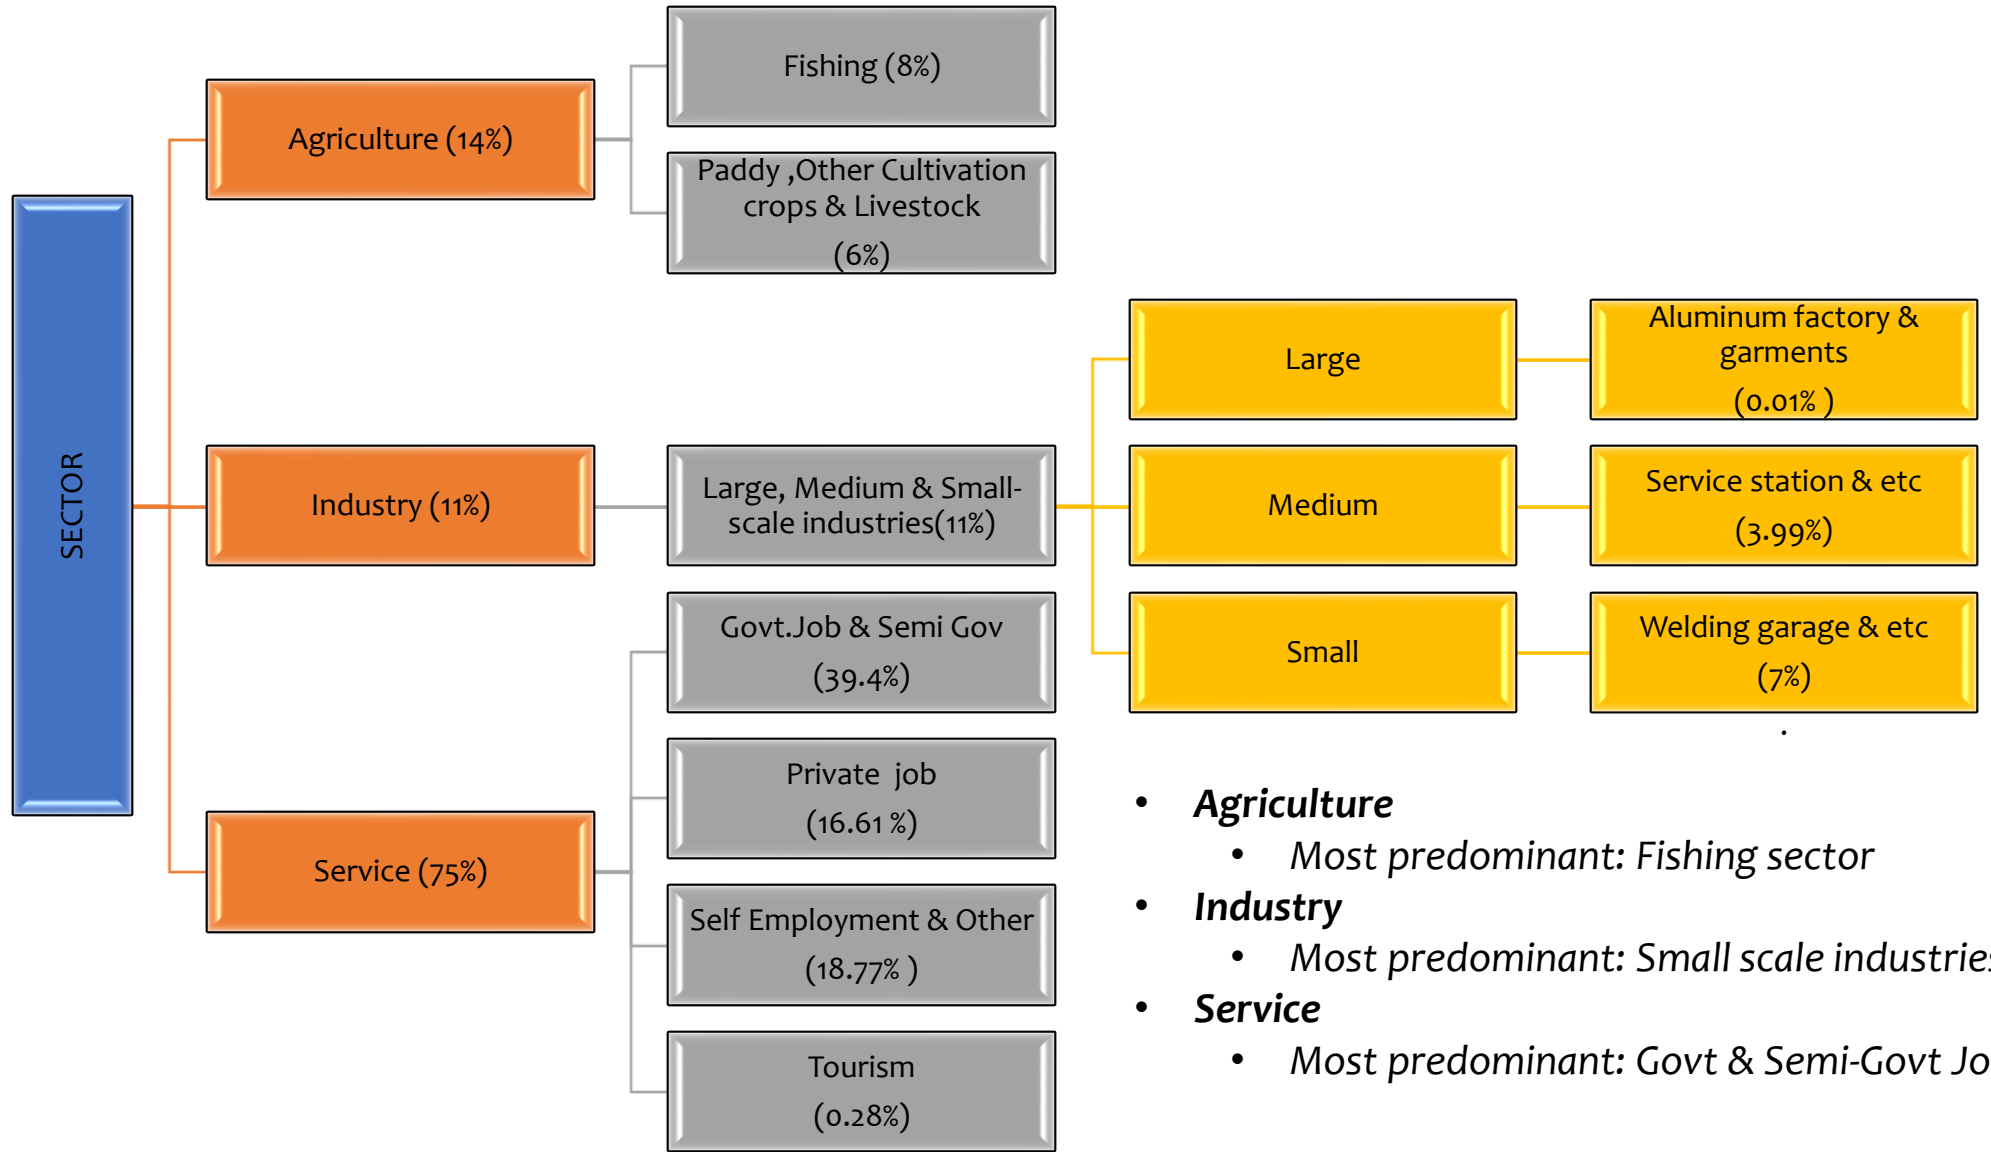 SECTOR
Agriculture (14%)
Fishing (8%)
Paddy ,Other Cultivation
crops & Livestock
(6%)
Industry (11%)
Large, Medium & Small-
scale industries(11%)
Large
Aluminum factory &
garments
(0.01% )
Medium
Service station & etc
(3.99%)
Small
Welding garage & etc
(7%)
.
Service (75%)
Govt.Job & Semi Gov
(39.4%)
Private  job
(16.61 %)
Self Employment & Other
(18.77% )
Tourism
(0.28%)
• Agriculture
• Most predominant: Fishing sector
• Industry
• Most predominant: Small scale industries
• Service
• Most predominant: Govt & Semi-Govt Jo